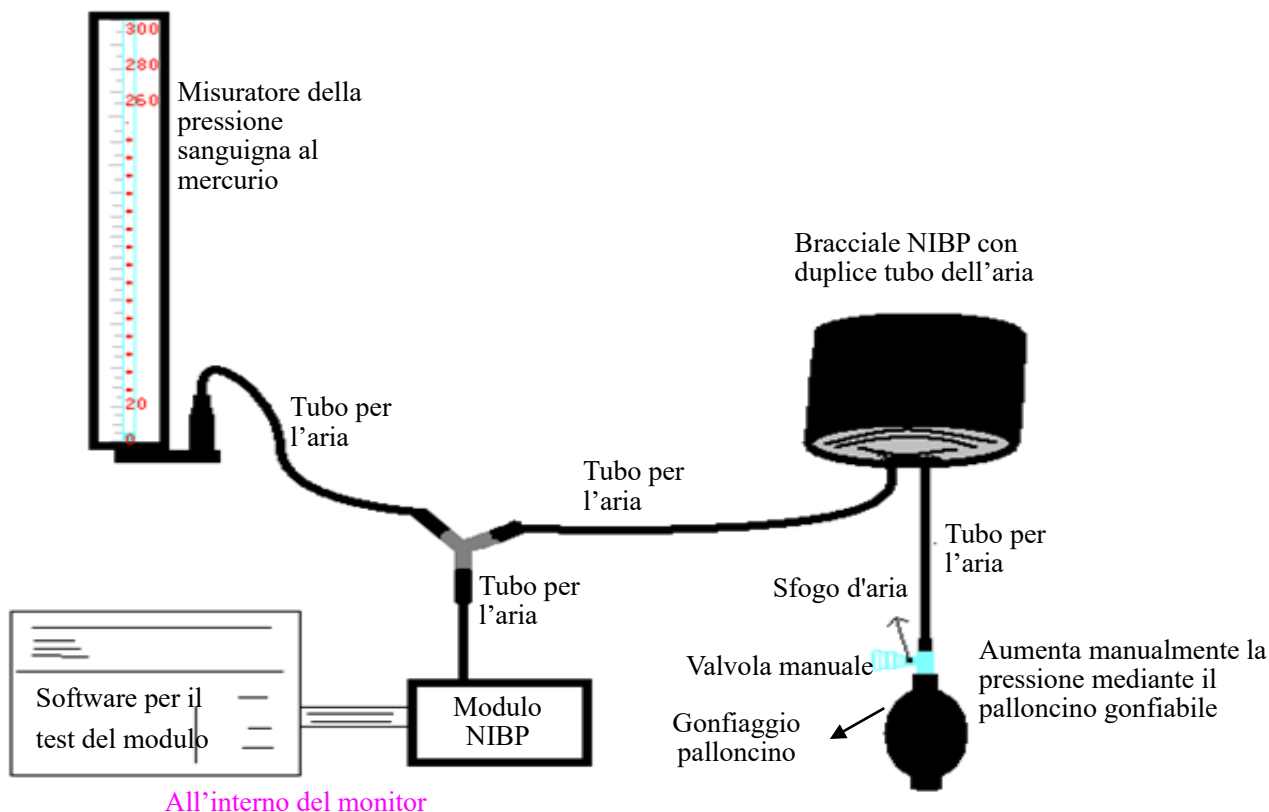 300
280
260
Misuratore della
pressione
sanguigna al
mercurio
20
0
Bracciale NIBP con
duplice tubo dell’aria
Tubo per
l’aria
Tubo per
l’aria
Tubo per
l’aria
Tubo per
l’aria
Sfogo d'aria
Valvola manuale
Aumenta manualmente la
pressione mediante il
palloncino gonfiabile
Gonfiaggio
palloncino
Software per il
test del modulo
Modulo
NIBP
All’interno del monitor